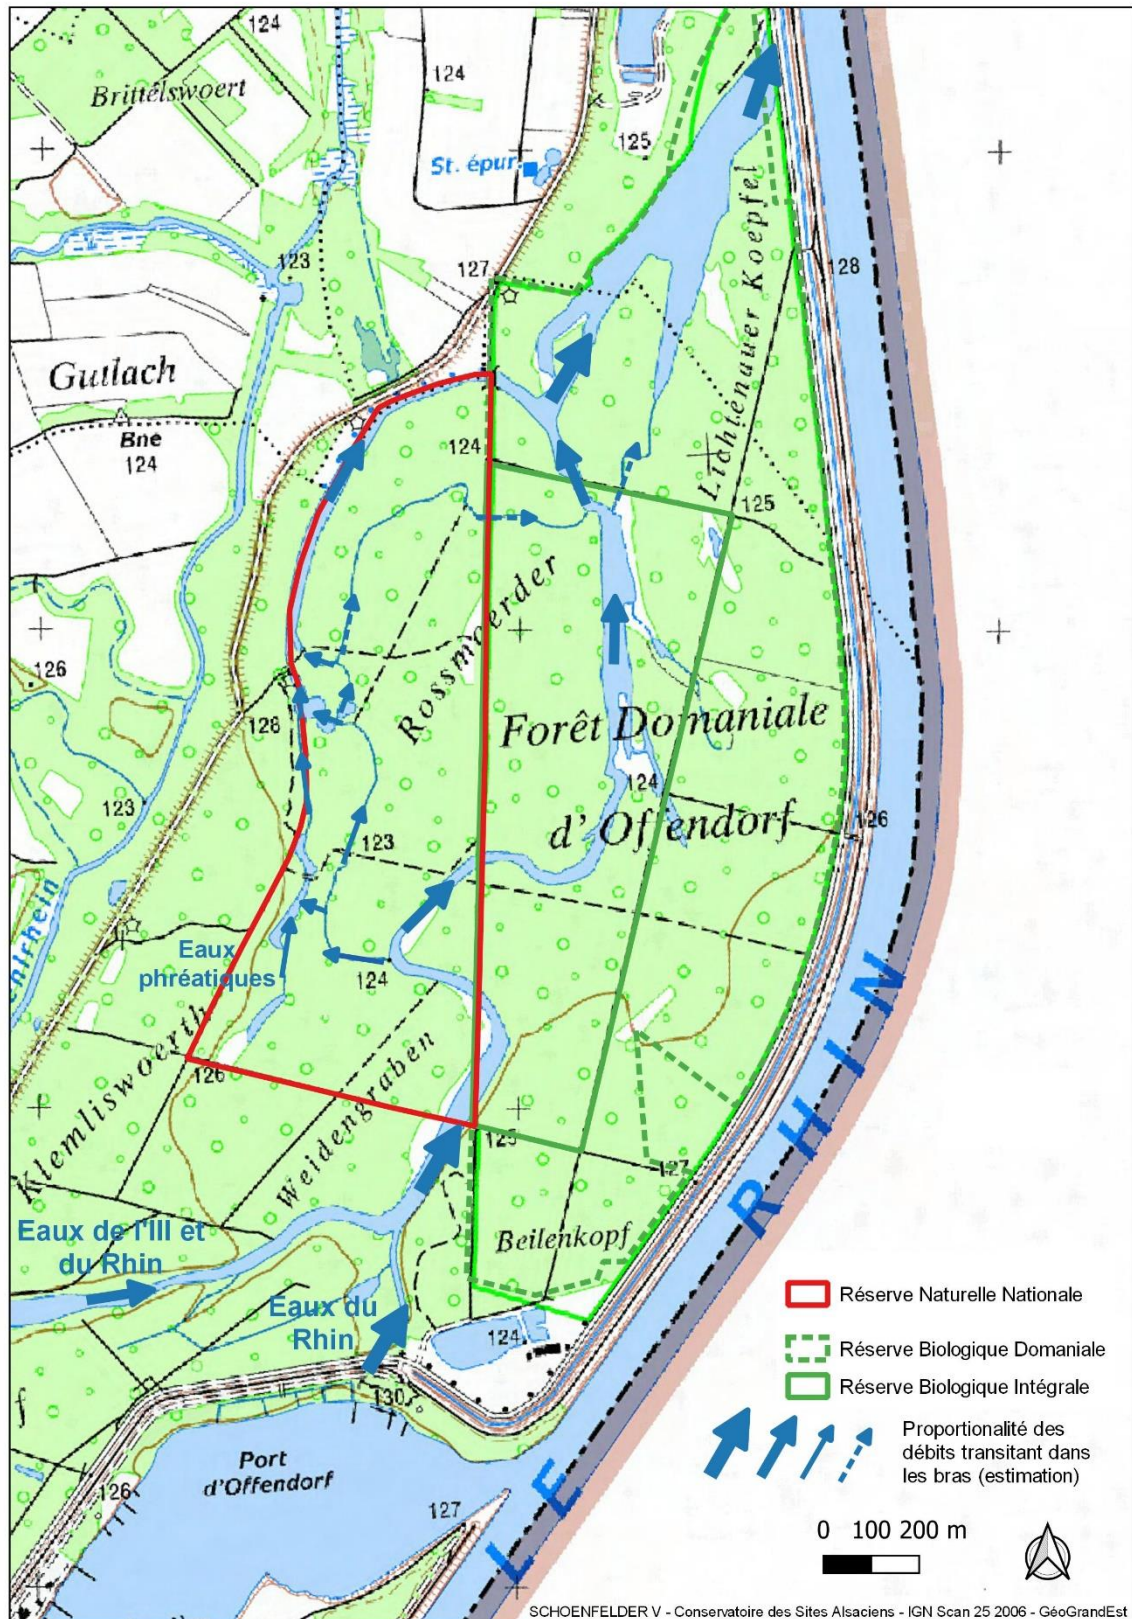 124
Brittelswoert
124
125
St. épur.
123
127
128
Lichtenauer Koepfel
Gutlach
Bne
124
124
125
Rossmoerder
126
128
Forêt Domaniale
124
d'Offendorf
126
123
123
Eaux
phréatiques
124
Klemliswoerth
126
Weidengraben
125
127
Beilenkopf
Eaux de l'Ill et
du Rhin
Eaux du
Rhin
124
130
Port
d'Offendorf
126
127
LE RHIN
Réserve Naturelle Nationale
Réserve Biologique Domaniale
Réserve Biologique Intégrale
Proportionalité des
débits transitant dans
les bras (estimation)
0 100 200 m
SCHOENFELDER V - Conservatoire des Sites Alsaciens - IGN Scan 25 2006 - GéoGrandEst